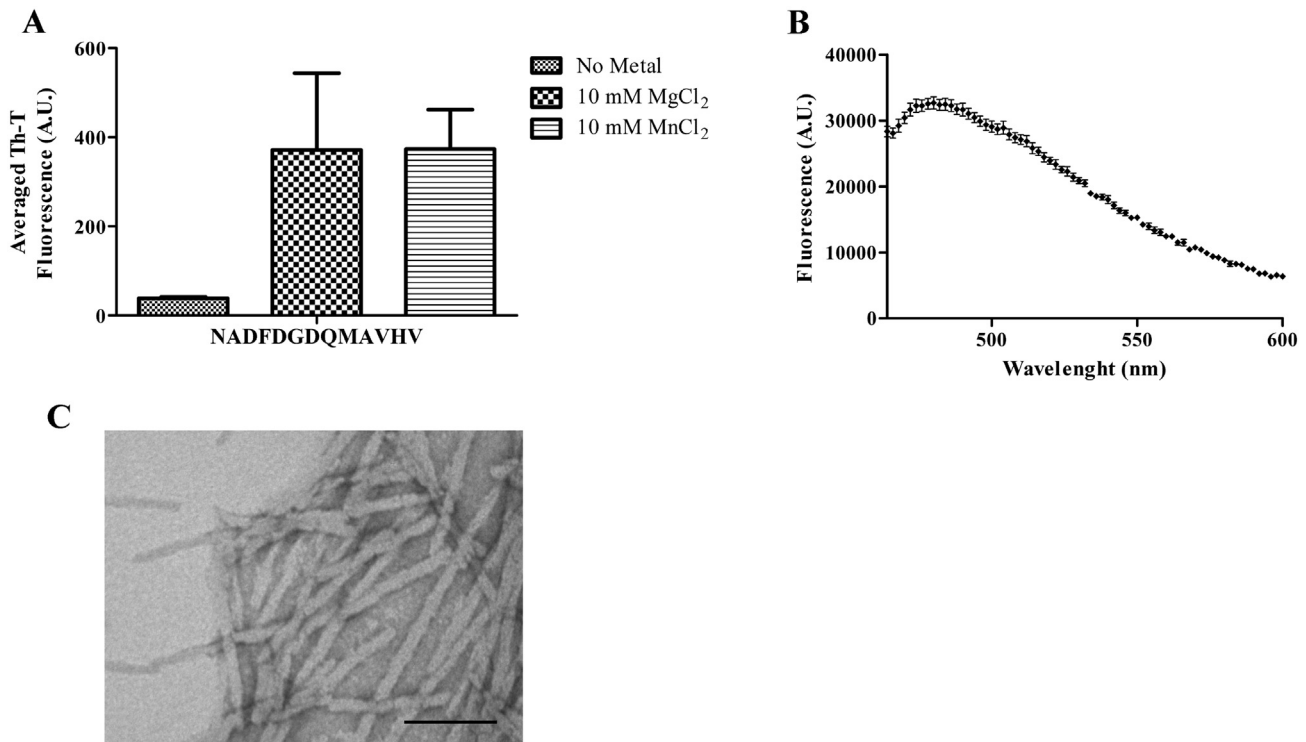 A
600
400
200
0
Averaged Th-T
Fluorescence (A.U.)
NADFDGDQMAVHV
No Metal
10 mM MgCl₂
10 mM MnCl₂
B
40000
30000
20000
10000
0
Fluorescence (A.U.)
500
550
600
Wavelenght (nm)
C